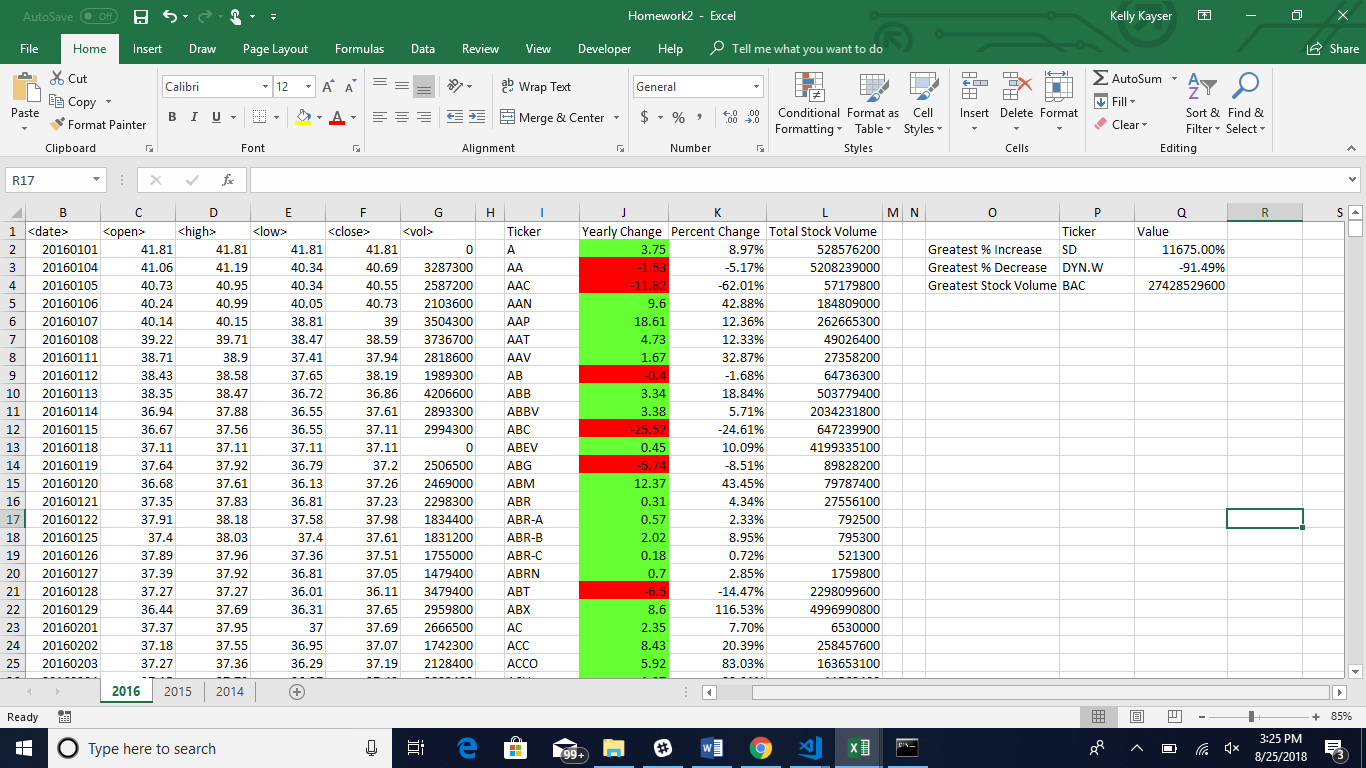 AutoSave Off
Homework2 - Excel
Kelly Kayser
File Home Insert Draw Page Layout Formulas Data Review View Developer Help Tell me what you want to do Share
Paste
Cut
Copy
Format Painter
Calibri 12
B I U
Wrap Text
Merge & Center
General
$ % ,
Conditional Formatting
Format as Table
Cell Styles
Insert Delete Format
AutoSum
Fill
Clear
Sort & Filter
Find & Select
Clipboard Font Alignment Number Styles Cells Editing
R17 fx
B C D E F G H I J K L M N O P Q R S
1 <date> <open> <high> <low> <close> <vol> Ticker Yearly Change Percent Change Total Stock Volume Ticker Value
2 20160101 41.81 41.81 41.81 41.81 0 A 3.75 8.97% 528576200 Greatest % Increase SD 11675.00%
3 20160104 41.06 41.19 40.34 40.69 3287300 AA -1.53 -5.17% 5208239000 Greatest % Decrease DYN.W -91.49%
4 20160105 40.73 40.95 40.34 40.55 2587200 AAC -11.82 -62.01% 57179800 Greatest Stock Volume BAC 27428529600
5 20160106 40.24 40.99 40.05 40.73 2103600 AAN 9.6 42.88% 184809000
6 20160107 40.14 40.15 38.81 39 3504300 AAP 18.61 12.36% 262665300
7 20160108 39.22 39.71 38.47 38.59 3736700 AAT 4.73 12.33% 49026400
8 20160111 38.71 38.9 37.41 37.94 2818600 AAV 1.67 32.87% 27358200
9 20160112 38.43 38.58 37.65 38.19 1989300 AB -0.4 -1.68% 64736300
10 20160113 38.35 38.47 36.72 36.86 4206600 ABB 3.34 18.84% 503779400
11 20160114 36.94 37.88 36.55 37.61 2893300 ABBV 3.38 5.71% 2034231800
12 20160115 36.67 37.56 36.55 37.11 2994300 ABC -25.52 -24.61% 647239900
13 20160118 37.11 37.11 37.11 37.11 0 ABEV 0.45 10.09% 4199335100
14 20160119 37.64 37.92 36.79 37.2 2506500 ABG -5.74 -8.51% 89828200
15 20160120 36.68 37.61 36.13 37.26 2469000 ABM 12.37 43.45% 79787400
16 20160121 37.35 37.83 36.81 37.23 2298300 ABR 0.31 4.34% 27556100
17 20160122 37.91 38.18 37.58 37.98 1834400 ABR-A 0.57 2.33% 792500
18 20160125 37.4 38.03 37.4 37.61 1831200 ABR-B 2.02 8.95% 795300
19 20160126 37.89 37.96 37.36 37.51 1755000 ABR-C 0.18 0.72% 521300
20 20160127 37.39 37.92 36.81 37.05 1479400 ABRN 0.7 2.85% 1759800
21 20160128 37.27 37.27 36.01 36.11 3479400 ABT -6.5 -14.47% 2298099600
22 20160129 36.44 37.69 36.31 37.65 2959800 ABX 8.6 116.53% 4996990800
23 20160201 37.37 37.95 37 37.69 2666500 AC 2.35 7.70% 6530000
24 20160202 37.18 37.55 36.95 37.07 1742300 ACC 8.43 20.39% 258457600
25 20160203 37.27 37.36 36.29 37.19 2128400 ACCO 5.92 83.03% 163653100
2016 2015 2014
Ready 85%
Type here to search
99+
3:25 PM
8/25/2018
3